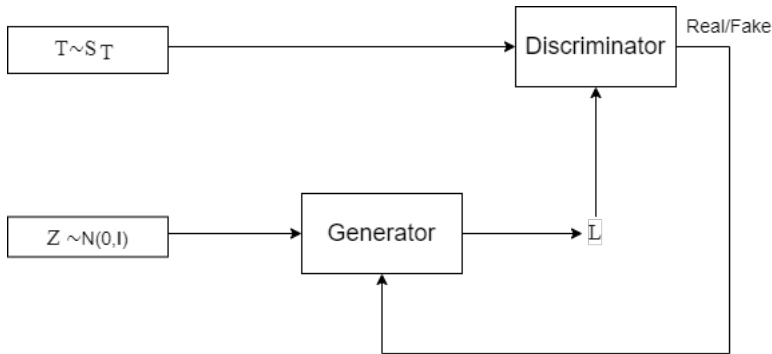 T~S T
Discriminator
Real/Fake
Z ~N(0,I)
Generator
L